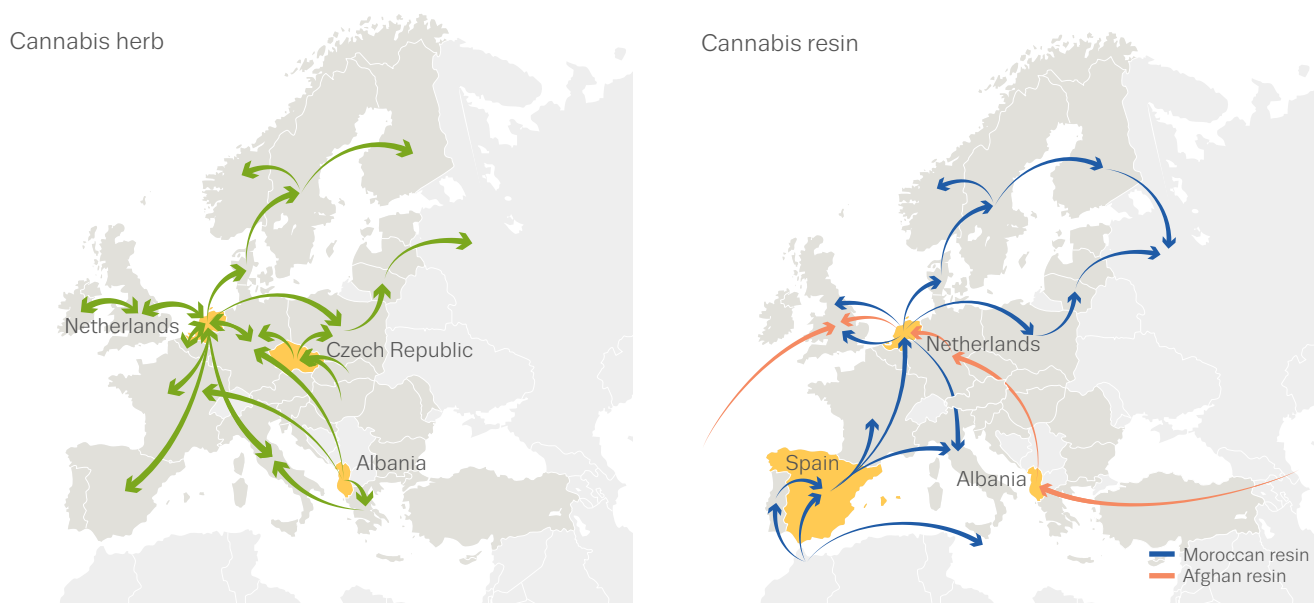 Cannabis herb
Netherlands
Czech Republic
Albania
Cannabis resin
Netherlands
Spain
Albania
Moroccan resin
Afghan resin